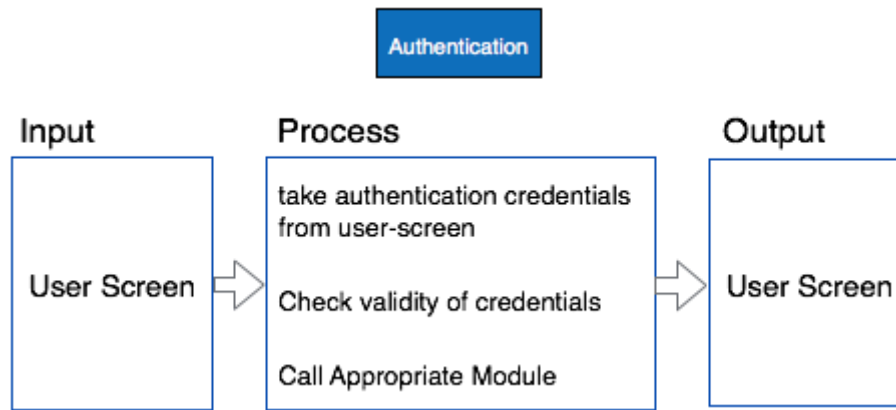 Authentication
Input
Process
Output
User Screen
take authentication credentials
from user-screen
Check validity of credentials
Call Appropriate Module
User Screen